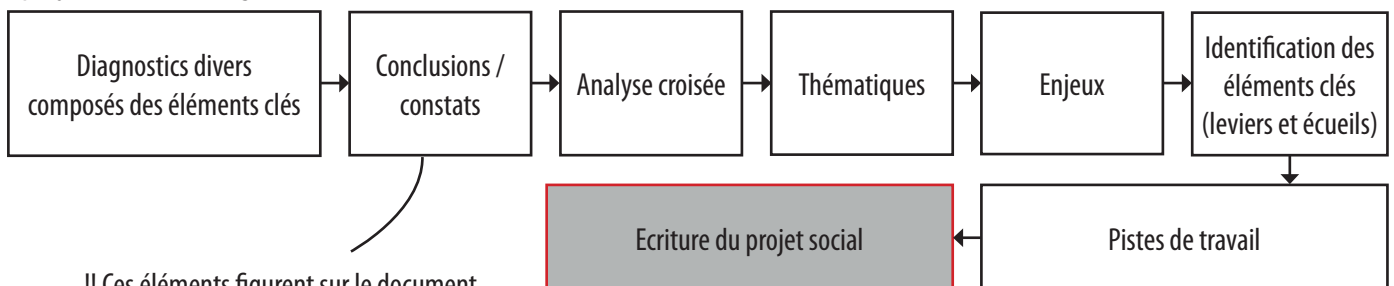 Diagnostics divers
composés des éléments clés
Conclusions /
constats
Analyse croisée
Thématiques
Enjeux
Identification des
éléments clés
(leviers et écueils)
Ecriture du projet social
Pistes de travail
!! Ces éléments figurent sur le document